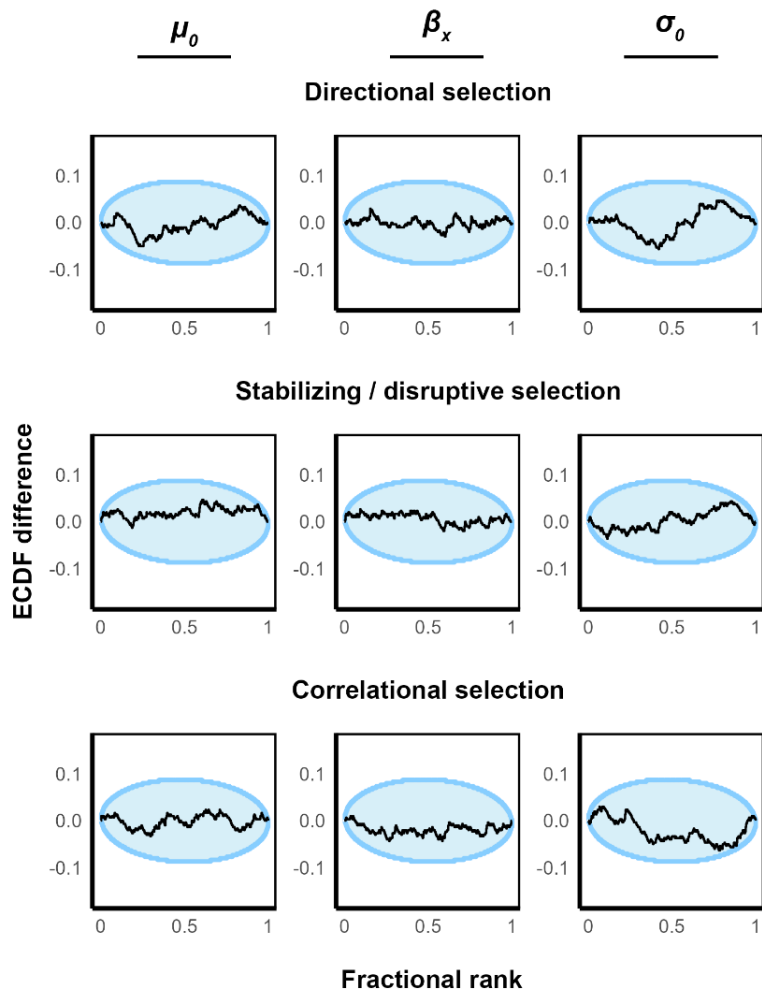 μ₀ βₓ σ₀
Directional selection
0.1 0.1 0.1
0.0 0.0 0.0
-0.1 -0.1 -0.1
0 0.5 1 0 0.5 1 0 0.5 1
Stabilizing / disruptive selection
0.1 0.1 0.1
0.0 0.0 0.0
-0.1 -0.1 -0.1
0 0.5 1 0 0.5 1 0 0.5 1
ECDF difference
Correlational selection
0.1 0.1 0.1
0.0 0.0 0.0
-0.1 -0.1 -0.1
0 0.5 1 0 0.5 1 0 0.5 1
Fractional rank